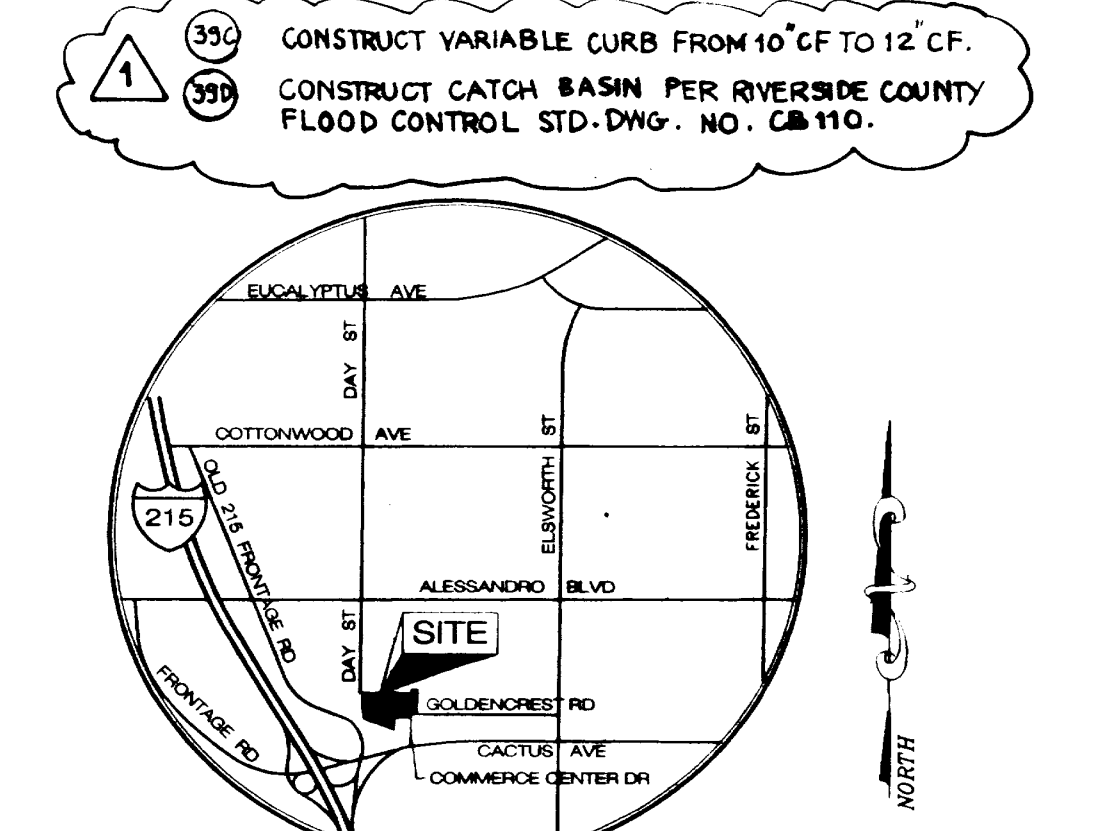 1
39C CONSTRUCT VARIABLE CURB FROM 10"CF TO 12"CF.
39D CONSTRUCT CATCH BASIN PER RIVERSIDE COUNTY
FLOOD CONTROL STD.DWG. NO. CB 110.
EUCALYPTUS AVE
DAY ST
COTTONWOOD AVE
ELSWORTH ST
FREDERICK ST
OLD 215 FRONTAGE RD
215
ALESSANDRO BLVD
DAY ST
SITE
FRONTAGE RD
GOLDENCREST RD
CACTUS AVE
COMMERCE CENTER DR
NORTH